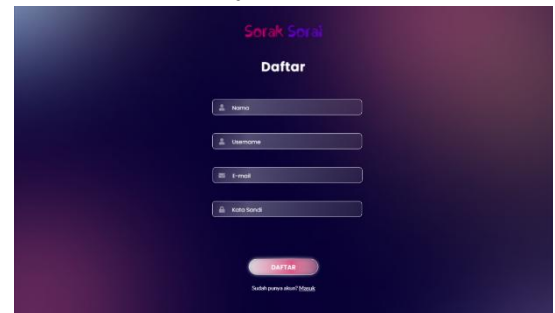 Sorak Sorai
Daftar
Nama
Username
E-mail
Kata Sandi
DAFTAR
Sudah punya akun? Masuk